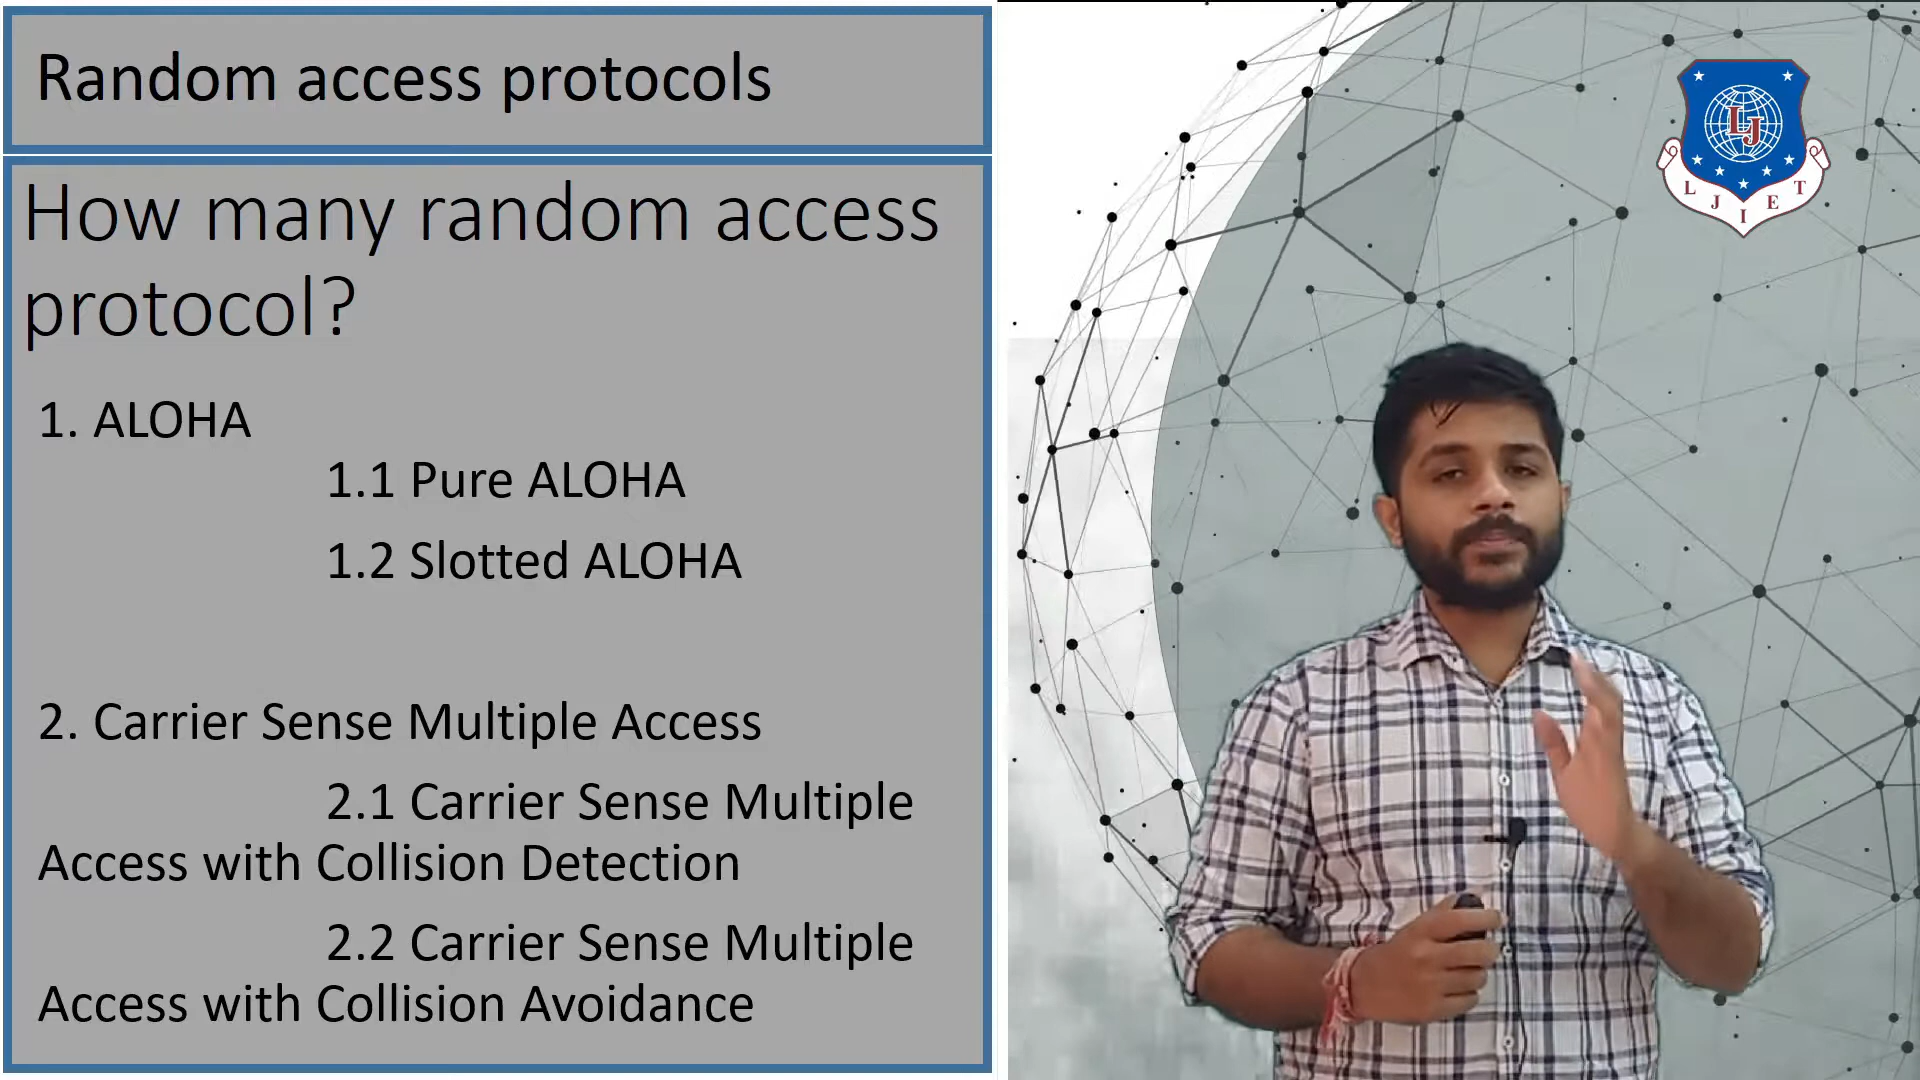 Random access protocols
How many random access
protocol?
1. ALOHA
1.1 Pure ALOHA
1.2 Slotted ALOHA
2. Carrier Sense Multiple Access
2.1 Carrier Sense Multiple
Access with Collision Detection
2.2 Carrier Sense Multiple
Access with Collision Avoidance
LJ
L J I E T